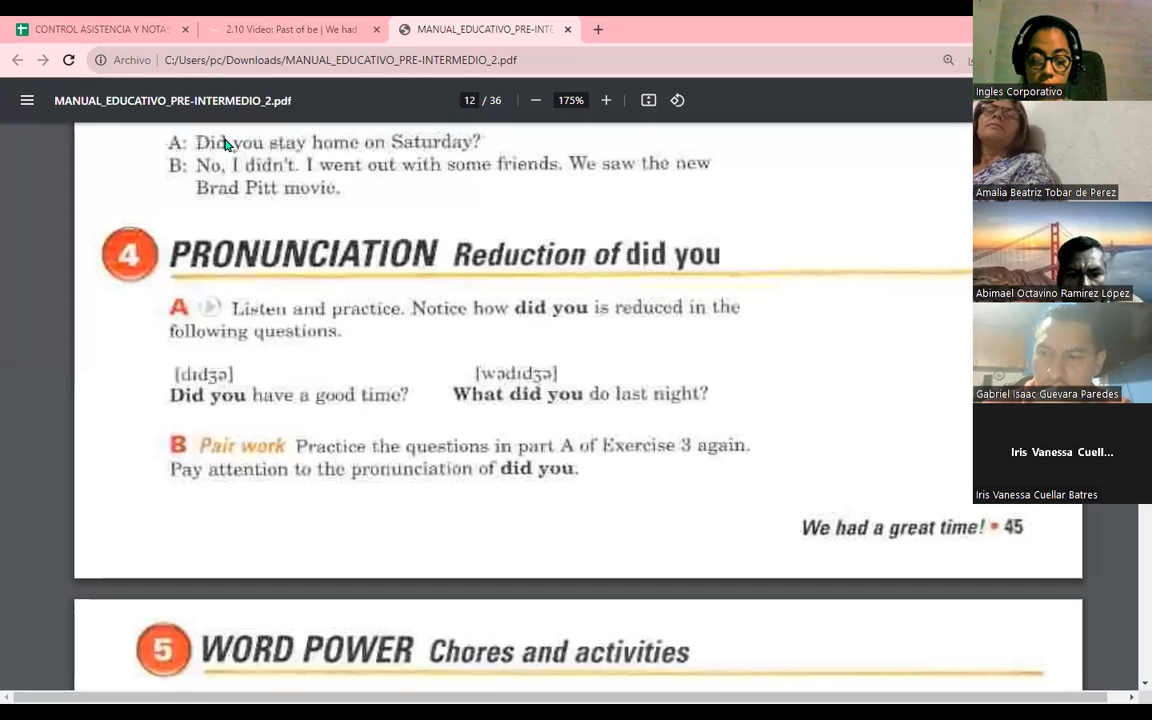 CONTROL ASISTENCIA Y NOTAS
2.10 Video: Past of be | We had
MANUAL_EDUCATIVO_PRE-INTE
Archivo
C:/Users/pc/Downloads/MANUAL_EDUCATIVO_PRE-INTERMEDIO_2.pdf
MANUAL_EDUCATIVO_PRE-INTERMEDIO_2.pdf
12 / 36
175%
A: Did you stay home on Saturday?
B: No, I didn't. I went out with some friends. We saw the new
Brad Pitt movie.
4 PRONUNCIATION Reduction of did you
A Listen and practice. Notice how did you is reduced in the
following questions.
[dɪdʒə] [wədɪdʒə]
Did you have a good time? What did you do last night?
B Pair work Practice the questions in part A of Exercise 3 again.
Pay attention to the pronunciation of did you.
We had a great time! • 45
5 WORD POWER Chores and activities
Ingles Corporativo
Amalia Beatriz Tobar de Perez
Abimael Octavino Ramirez López
Gabriel Isaac Guevara Paredes
Iris Vanessa Cuell...
Iris Vanessa Cuellar Batres